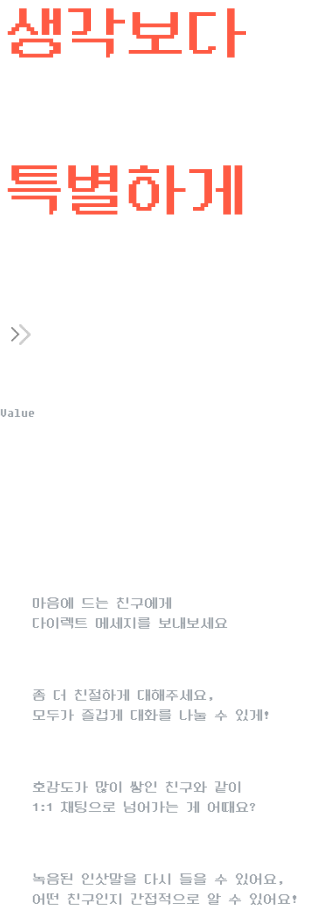 생각보다
특별하게
Value
마음에 드는 친구에게
다이렉트 메세지를 보내보세요
좀 더 친절하게 대해주세요,
모두가 즐겁게 대화를 나눌 수 있게!
호감도가 많이 쌓인 친구와 같이
1:1 채팅으로 넘어가는 게 어때요?
녹음된 인삿말을 다시 들을 수 있어요,
어떤 친구인지 간접적으로 알 수 있어요!